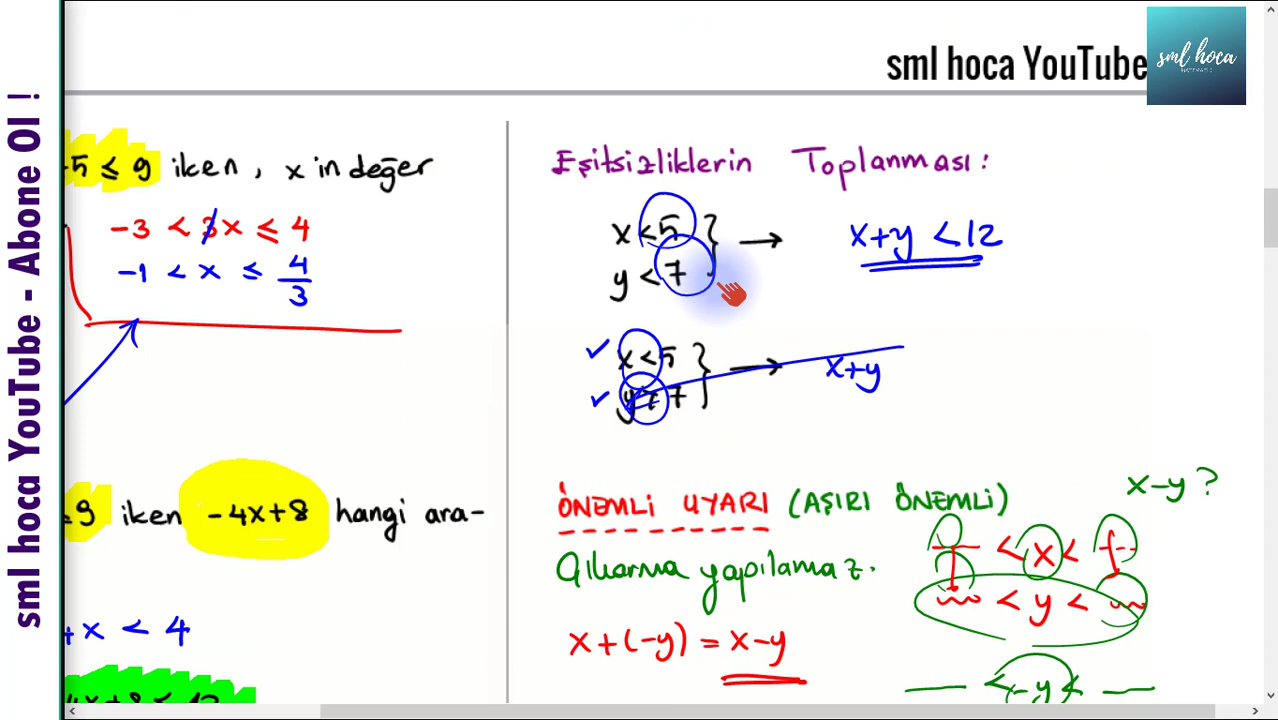 sml hoca YouTube - Abone Ol !
sml hoca YouTube
sml hoca
5 ≤ 9 iken , x in değer
-3 < 3x ≤ 4
-1 < x ≤ 4/3
9 iken -4x+8 hangi ara-
x < 4
Eşitsizliklerin Toplanması :
x < 5
y < 7
→ x+y < 12
x < 5
→ x+y
ÖNEMLİ UYARI (AŞIRI ÖNEMLİ)
Çıkarma yapılamaz.
x+(-y) = x-y
x-y ?
< x <
< y <
< -y <